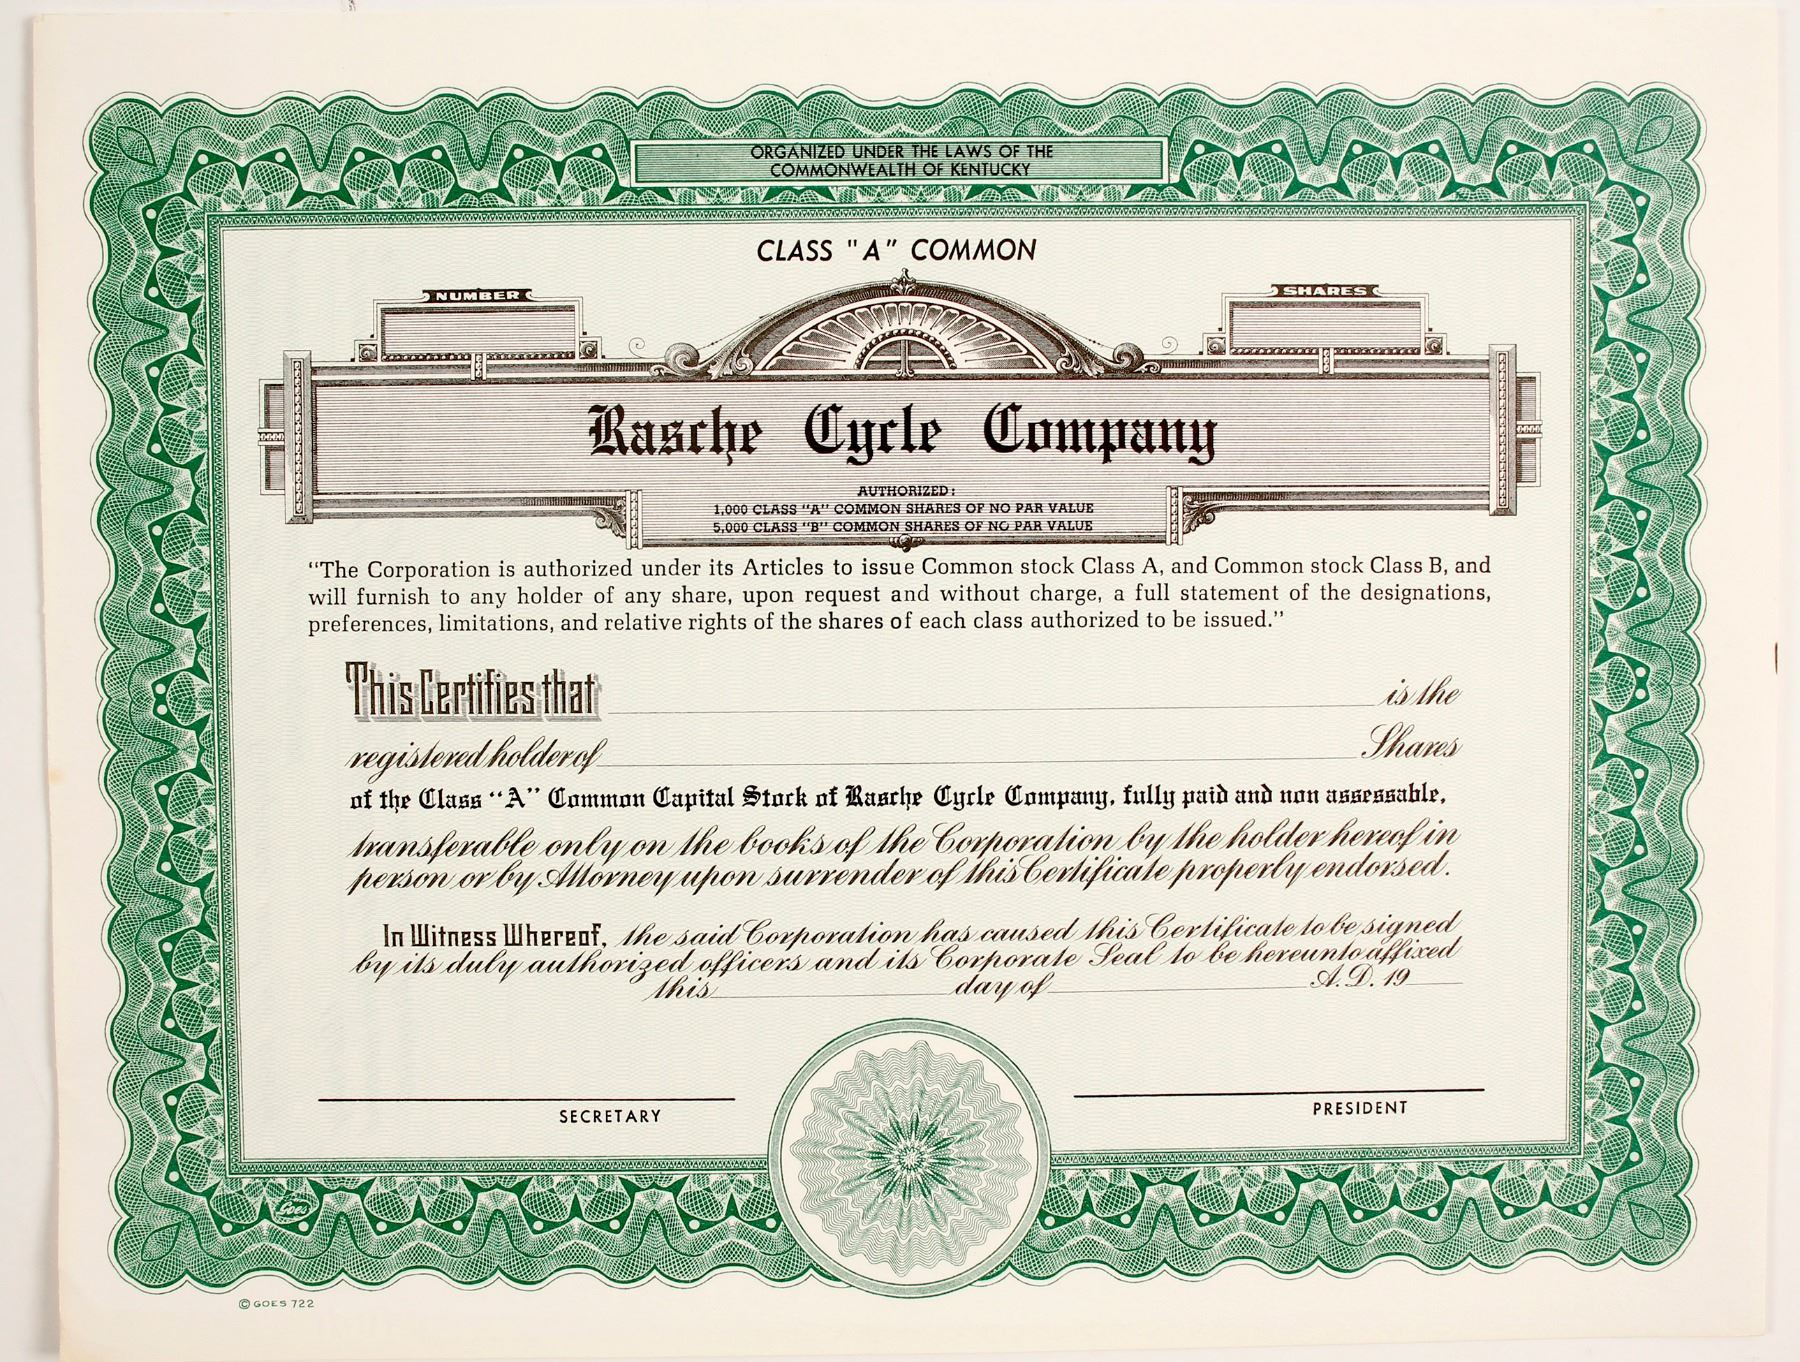 ORGANIZED UNDER THE LAWS OF THE
COMMONWEALTH OF KENTUCKY
CLASS "A" COMMON
NUMBER
SHARES
Rasche Cycle Company
AUTHORIZED:
1,000 CLASS "A" COMMON SHARES OF NO PAR VALUE
5,000 CLASS "B" COMMON SHARES OF NO PAR VALUE
"The Corporation is authorized under its Articles to issue Common stock Class A, and Common stock Class B, and
will furnish to any holder of any share, upon request and without charge, a full statement of the designations,
preferences, limitations, and relative rights of the shares of each class authorized to be issued."
This Certifies that is the
registered holder of Shares
of the Class "A" Common Capital Stock of Rasche Cycle Company, fully paid and non assessable,
transferable only on the books of the Corporation by the holder hereof in
person or by Attorney upon surrender of this Certificate properly endorsed.
In Witness Whereof, the said Corporation has caused this Certificate to be signed
by its duly authorized officers and its Corporate Seal to be hereunto affixed
this day of A.D. 19
SECRETARY
PRESIDENT
Goes
© GOES 722